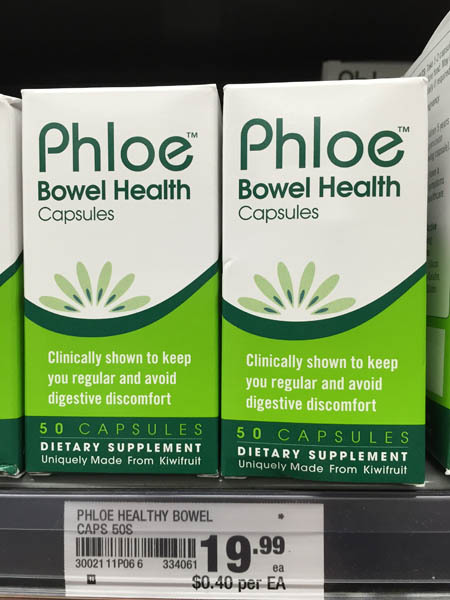 Phloe™
Bowel Health
Capsules
Clinically shown to keep
you regular and avoid
digestive discomfort
50 CAPSULES
DIETARY SUPPLEMENT
Uniquely Made From Kiwifruit
Phloe™
Bowel Health
Capsules
Clinically shown to keep
you regular and avoid
digestive discomfort
50 CAPSULES
DIETARY SUPPLEMENT
Uniquely Made From Kiwifruit
PHLOE HEALTHY BOWEL
CAPS 50S
19.99
ea
30021 11P06 6 334061
$0.40 per EA